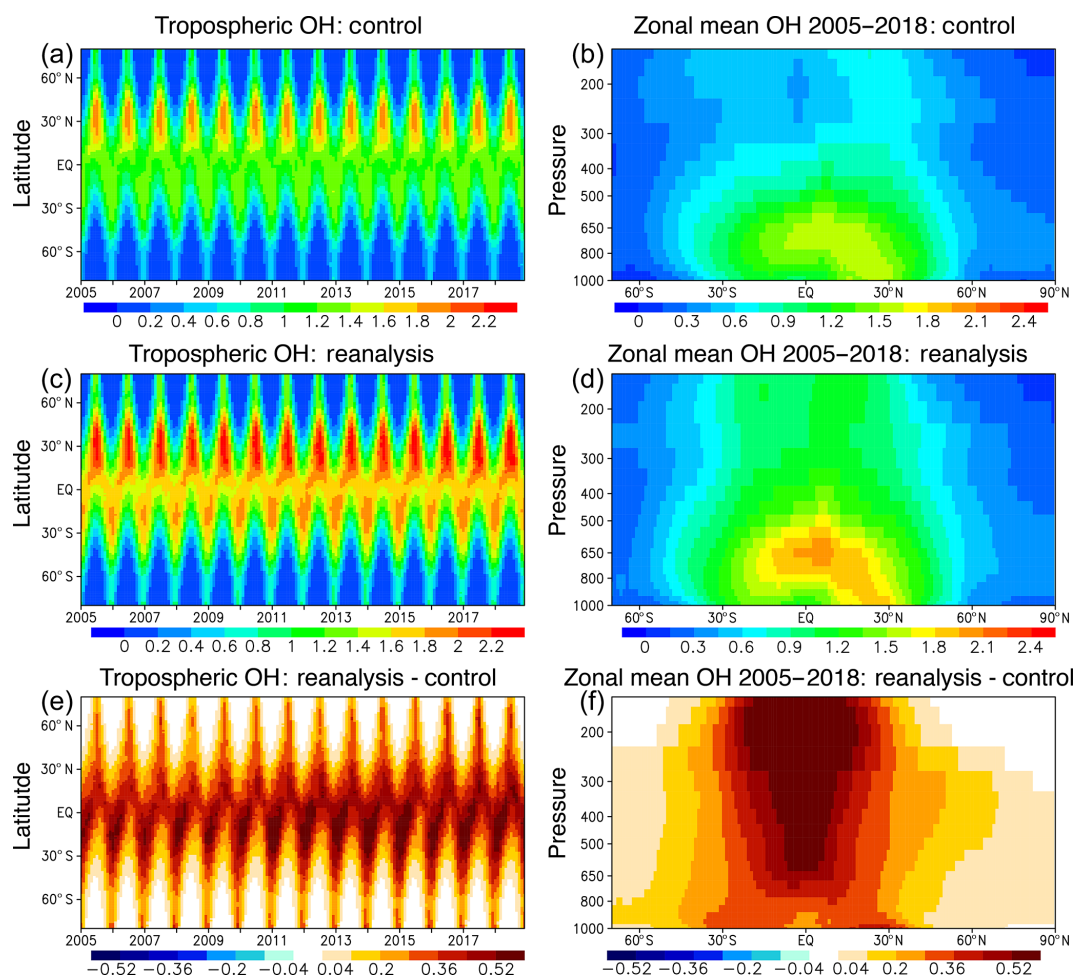 Tropospheric OH: control
Zonal mean OH 2005−2018: control
(a)
(b)
Latitutde
60° N
30° N
EQ
30° S
60° S
2005 2007 2009 2011 2013 2015 2017
0 0.2 0.4 0.6 0.8 1 1.2 1.4 1.6 1.8 2 2.2
Pressure
200
300
400
500
650
800
1000
60°S 30°S EQ 30°N 60°N 90°N
0 0.3 0.6 0.9 1.2 1.5 1.8 2.1 2.4
Tropospheric OH: reanalysis
Zonal mean OH 2005−2018: reanalysis
(c)
(d)
Latitutde
60° N
30° N
EQ
30° S
60° S
2005 2007 2009 2011 2013 2015 2017
0 0.2 0.4 0.6 0.8 1 1.2 1.4 1.6 1.8 2 2.2
Pressure
200
300
400
500
650
800
1000
60°S 30°S EQ 30°N 60°N 90°N
0 0.3 0.6 0.9 1.2 1.5 1.8 2.1 2.4
Tropospheric OH: reanalysis - control
Zonal mean OH 2005−2018: reanalysis - control
(e)
(f)
Latitutde
60° N
30° N
EQ
30° S
60° S
2005 2007 2009 2011 2013 2015 2017
−0.52 −0.36 −0.2 −0.04 0.04 0.2 0.36 0.52
Pressure
200
300
400
500
650
800
1000
60°S 30°S EQ 30°N 60°N 90°N
−0.52 −0.36 −0.2 −0.04 0.04 0.2 0.36 0.52